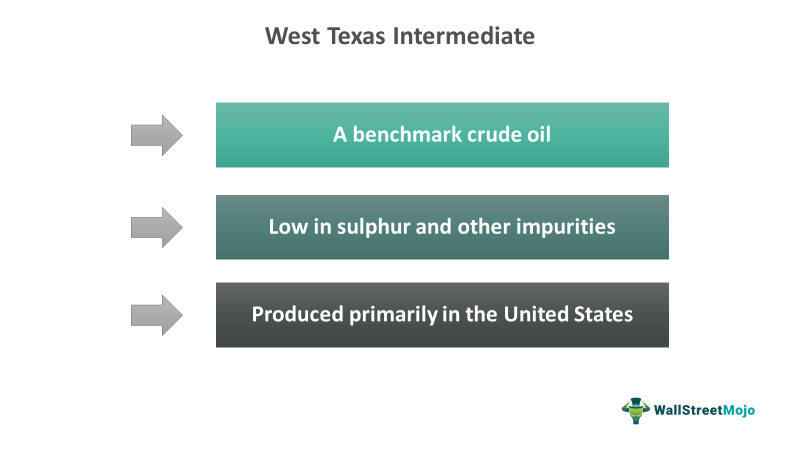 West Texas Intermediate
A benchmark crude oil
Low in sulphur and other impurities
Produced primarily in the United States
WallStreetMojo